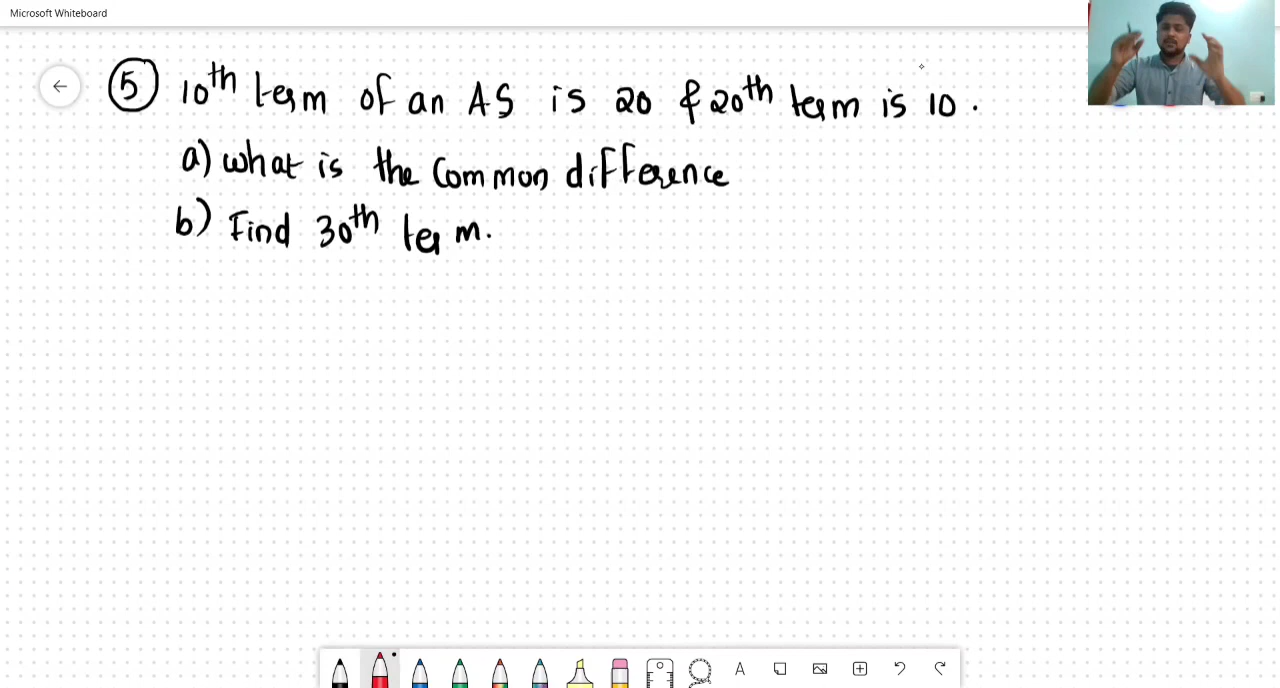 Microsoft Whiteboard
5 10th term of an AS is 20 & 20th term is 10.
a) what is the Common difference
b) Find 30th term.
A